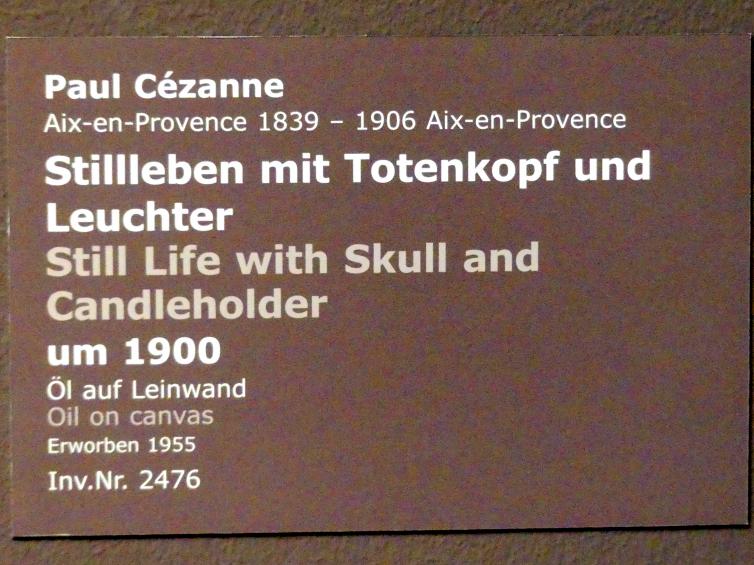 Paul Cézanne
Aix-en-Provence 1839 – 1906 Aix-en-Provence
Stillleben mit Totenkopf und
Leuchter
Still Life with Skull and
Candleholder
um 1900
Öl auf Leinwand
Oil on canvas
Erworben 1955
Inv.Nr. 2476